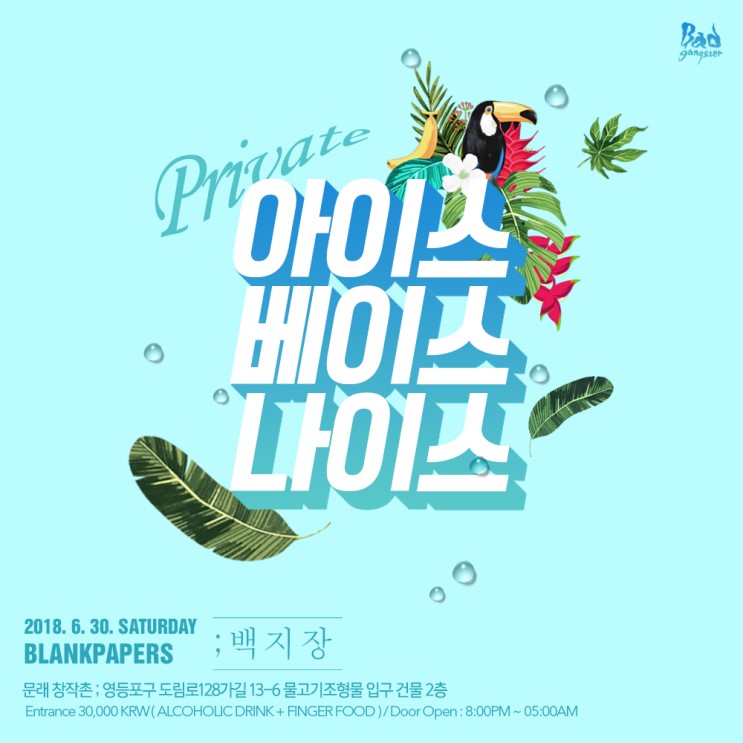 Bad
gangster
Private
아이스
베이스
나이스
2018. 6. 30. SATURDAY
BLANKPAPERS
;백지장
문래 창작촌 ; 영등포구 도림로128가길 13-6 물고기조형물 입구 건물 2층
Entrance 30,000 KRW ( ALCOHOLIC DRINK + FINGER FOOD ) / Door Open : 8:00PM ~ 05:00AM